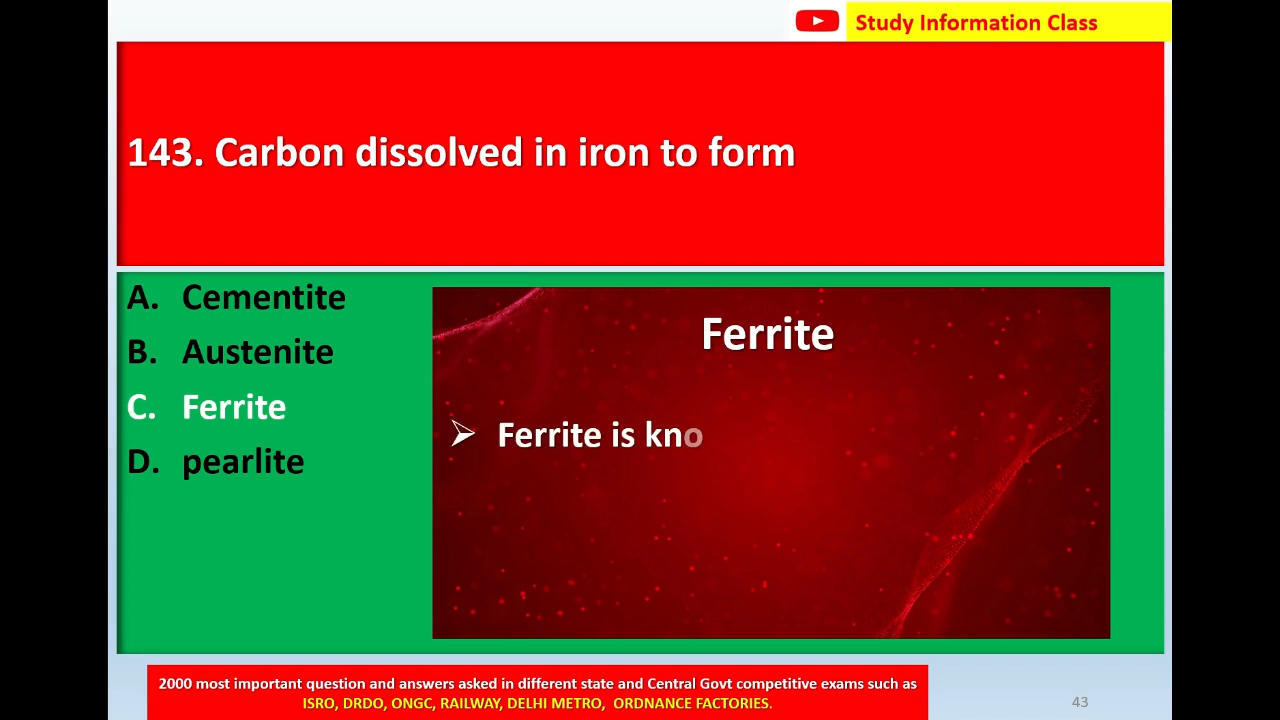 Study Information Class
143. Carbon dissolved in iron to form
A. Cementite
B. Austenite
C. Ferrite
D. pearlite
Ferrite
Ferrite is kno
2000 most important question and answers asked in different state and Central Govt competitive exams such as
ISRO, DRDO, ONGC, RAILWAY, DELHI METRO, ORDNANCE FACTORIES.
43